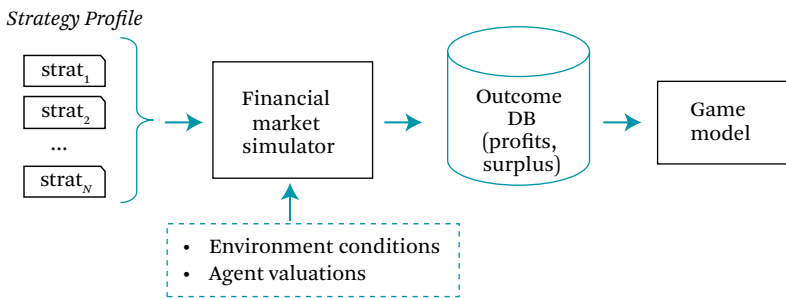 Strategy Profile
strat1
strat2
...
stratN
Financial
market
simulator
Outcome
DB
(profits,
surplus)
Game
model
• Environment conditions
• Agent valuations